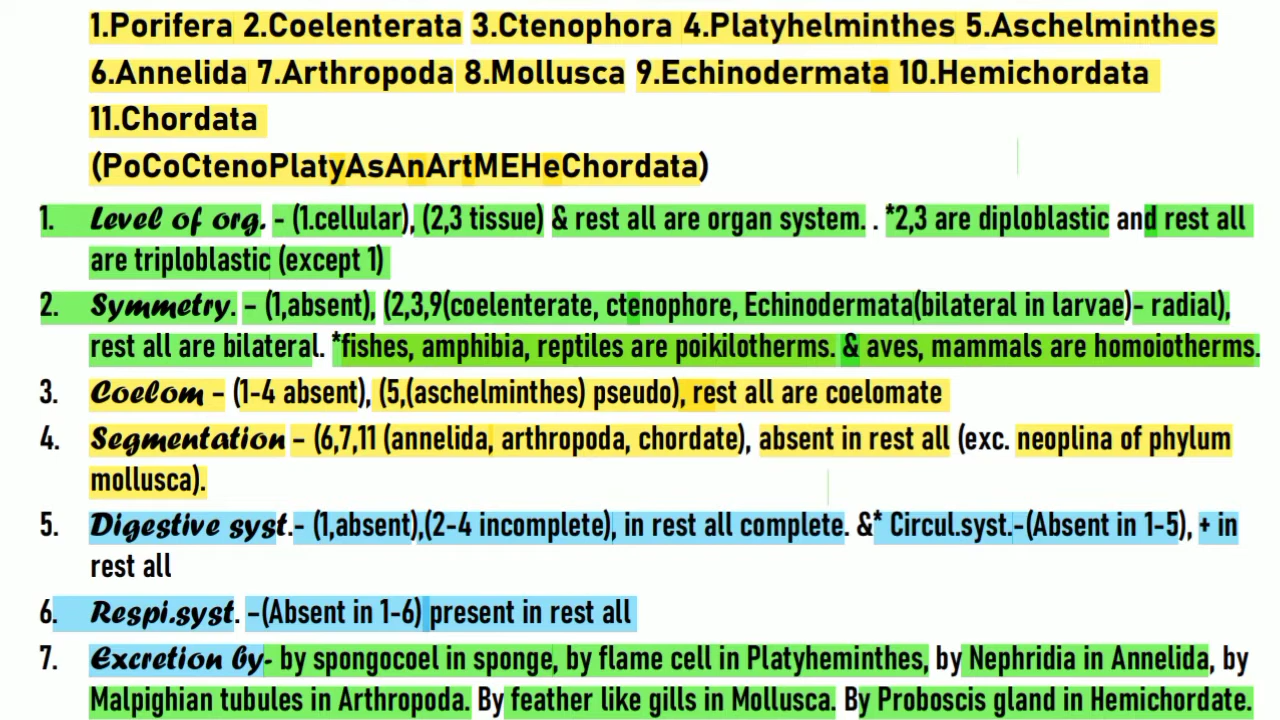 1.Porifera 2.Coelenterata 3.Ctenophora 4.Platyhelminthes 5.Aschelminthes
6.Annelida 7.Arthropoda 8.Mollusca 9.Echinodermata 10.Hemichordata
11.Chordata
(PoCoCtenoPlatyAsAnArtMEHeChordata)
1. Level of org. - (1.cellular), (2,3 tissue) & rest all are organ system. . *2,3 are diploblastic and rest all
are triploblastic (except 1)
2. Symmetry. - (1,absent), (2,3,9(coelenterate, ctenophore, Echinodermata(bilateral in larvae)- radial),
rest all are bilateral. *fishes, amphibia, reptiles are poikilotherms. & aves, mammals are homoiotherms.
3. Coelom - (1-4 absent), (5,(aschelminthes) pseudo), rest all are coelomate
4. Segmentation - (6,7,11 (annelida, arthropoda, chordate), absent in rest all (exc. neoplina of phylum
mollusca).
5. Digestive syst.- (1,absent),(2-4 incomplete), in rest all complete. &* Circul.syst.-(Absent in 1-5), + in
rest all
6. Respi.syst. -(Absent in 1-6) present in rest all
7. Excretion by- by spongocoel in sponge, by flame cell in Platyheminthes, by Nephridia in Annelida, by
Malpighian tubules in Arthropoda. By feather like gills in Mollusca. By Proboscis gland in Hemichordate.